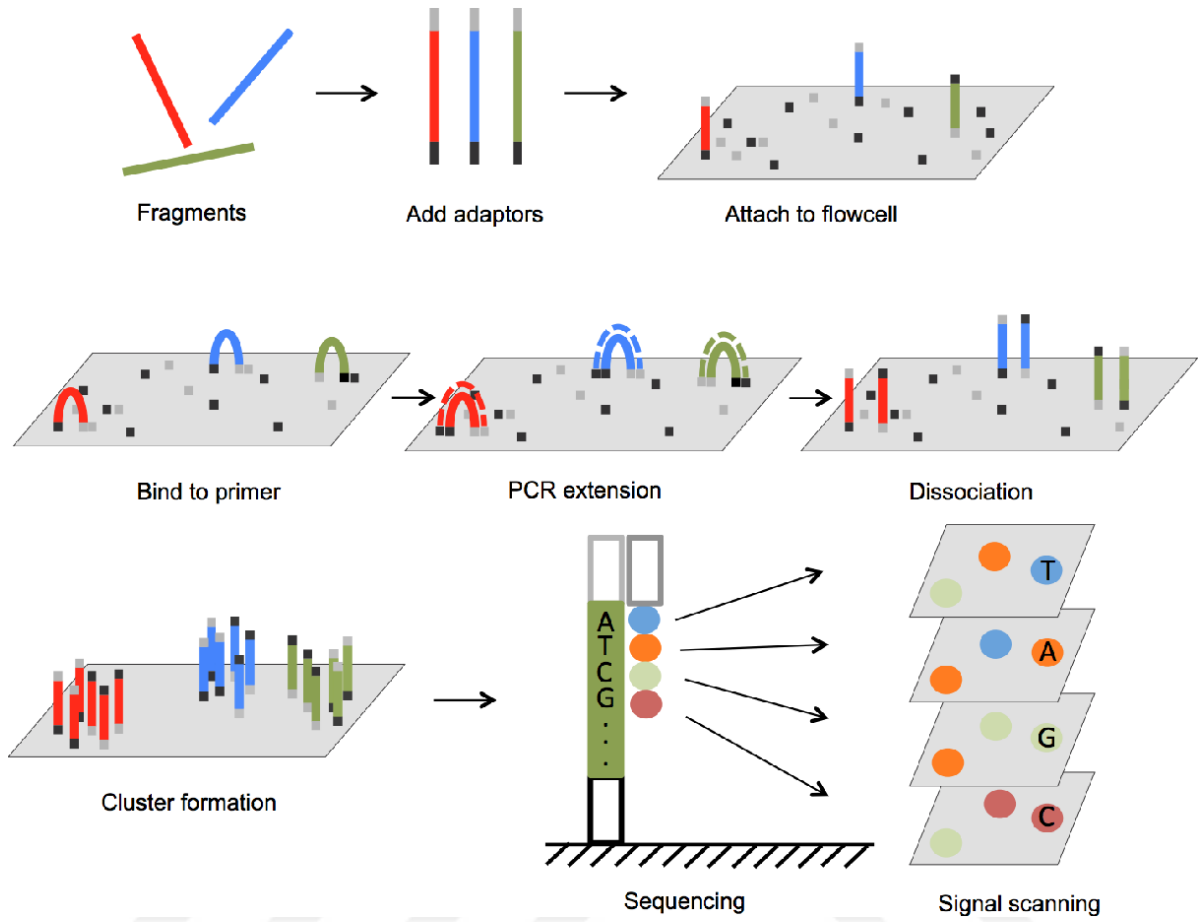 Fragments
Add adaptors
Attach to flowcell
Bind to primer
PCR extension
Dissociation
Cluster formation
A
T
C
G
.
.
.
Sequencing
T
A
G
C
Signal scanning